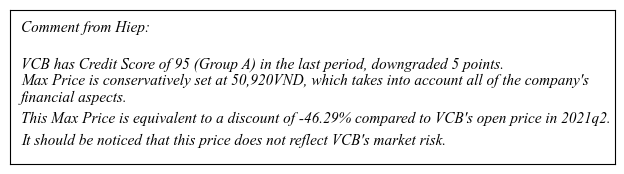 Comment from Hiep:
VCB has Credit Score of 95 (Group A) in the last period, downgraded 5 points.
Max Price is conservatively set at 50,920VND, which takes into account all of the company's
financial aspects.
This Max Price is equivalent to a discount of -46.29% compared to VCB's open price in 2021q2.
It should be noticed that this price does not reflect VCB's market risk.